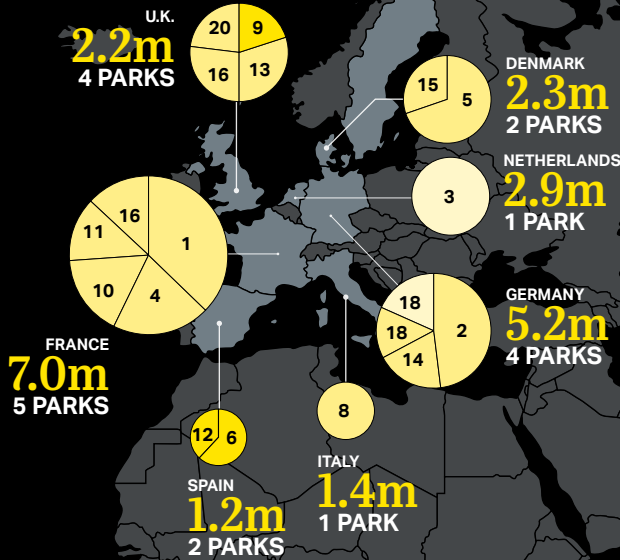 U.K.
2.2m
4 PARKS
20
9
16
13
DENMARK
2.3m
2 PARKS
15
5
NETHERLANDS
2.9m
1 PARK
3
FRANCE
7.0m
5 PARKS
16
1
11
10
4
GERMANY
5.2m
4 PARKS
18
2
18
14
SPAIN
1.2m
2 PARKS
12
6
ITALY
1.4m
1 PARK
8